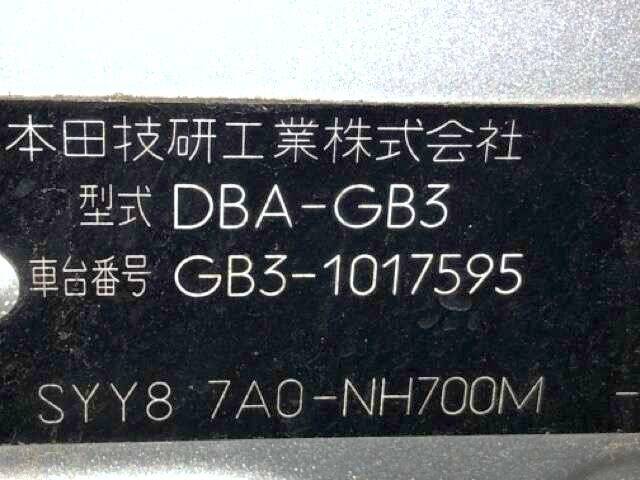 本田技研工業株式会社
型式 DBA-GB3
車台番号 GB3-1017595
SYY8 7A0-NH700M -